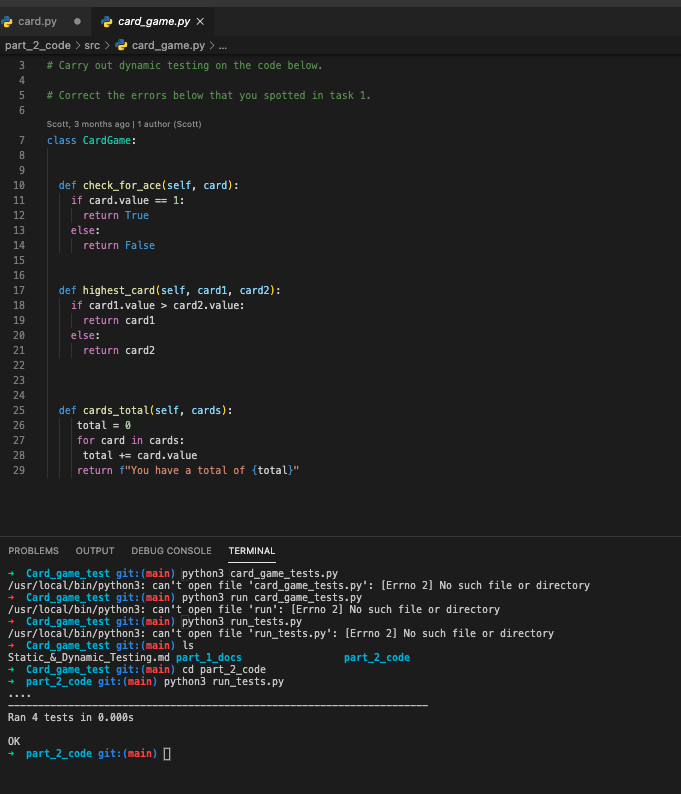 card.py ● card_game.py ×
part_2_code > src > card_game.py > ...
3 # Carry out dynamic testing on the code below.
4
5 # Correct the errors below that you spotted in task 1.
6
Scott, 3 months ago | 1 author (Scott)
7 class CardGame:
8
9
10 def check_for_ace(self, card):
11 if card.value == 1:
12 return True
13 else:
14 return False
15
16
17 def highest_card(self, card1, card2):
18 if card1.value > card2.value:
19 return card1
20 else:
21 return card2
22
23
24
25 def cards_total(self, cards):
26 total = 0
27 for card in cards:
28 total += card.value
29 return f"You have a total of {total}"
PROBLEMS OUTPUT DEBUG CONSOLE TERMINAL
→ Card_game_test git:(main) python3 card_game_tests.py
/usr/local/bin/python3: can't open file 'card_game_tests.py': [Errno 2] No such file or directory
→ Card_game_test git:(main) python3 run card_game_tests.py
/usr/local/bin/python3: can't open file 'run': [Errno 2] No such file or directory
→ Card_game_test git:(main) python3 run_tests.py
/usr/local/bin/python3: can't open file 'run_tests.py': [Errno 2] No such file or directory
→ Card_game_test git:(main) ls
Static_&_Dynamic_Testing.md part_1_docs part_2_code
→ Card_game_test git:(main) cd part_2_code
→ part_2_code git:(main) python3 run_tests.py
....
----------------------------------------------------------------------
Ran 4 tests in 0.000s
OK
→ part_2_code git:(main)